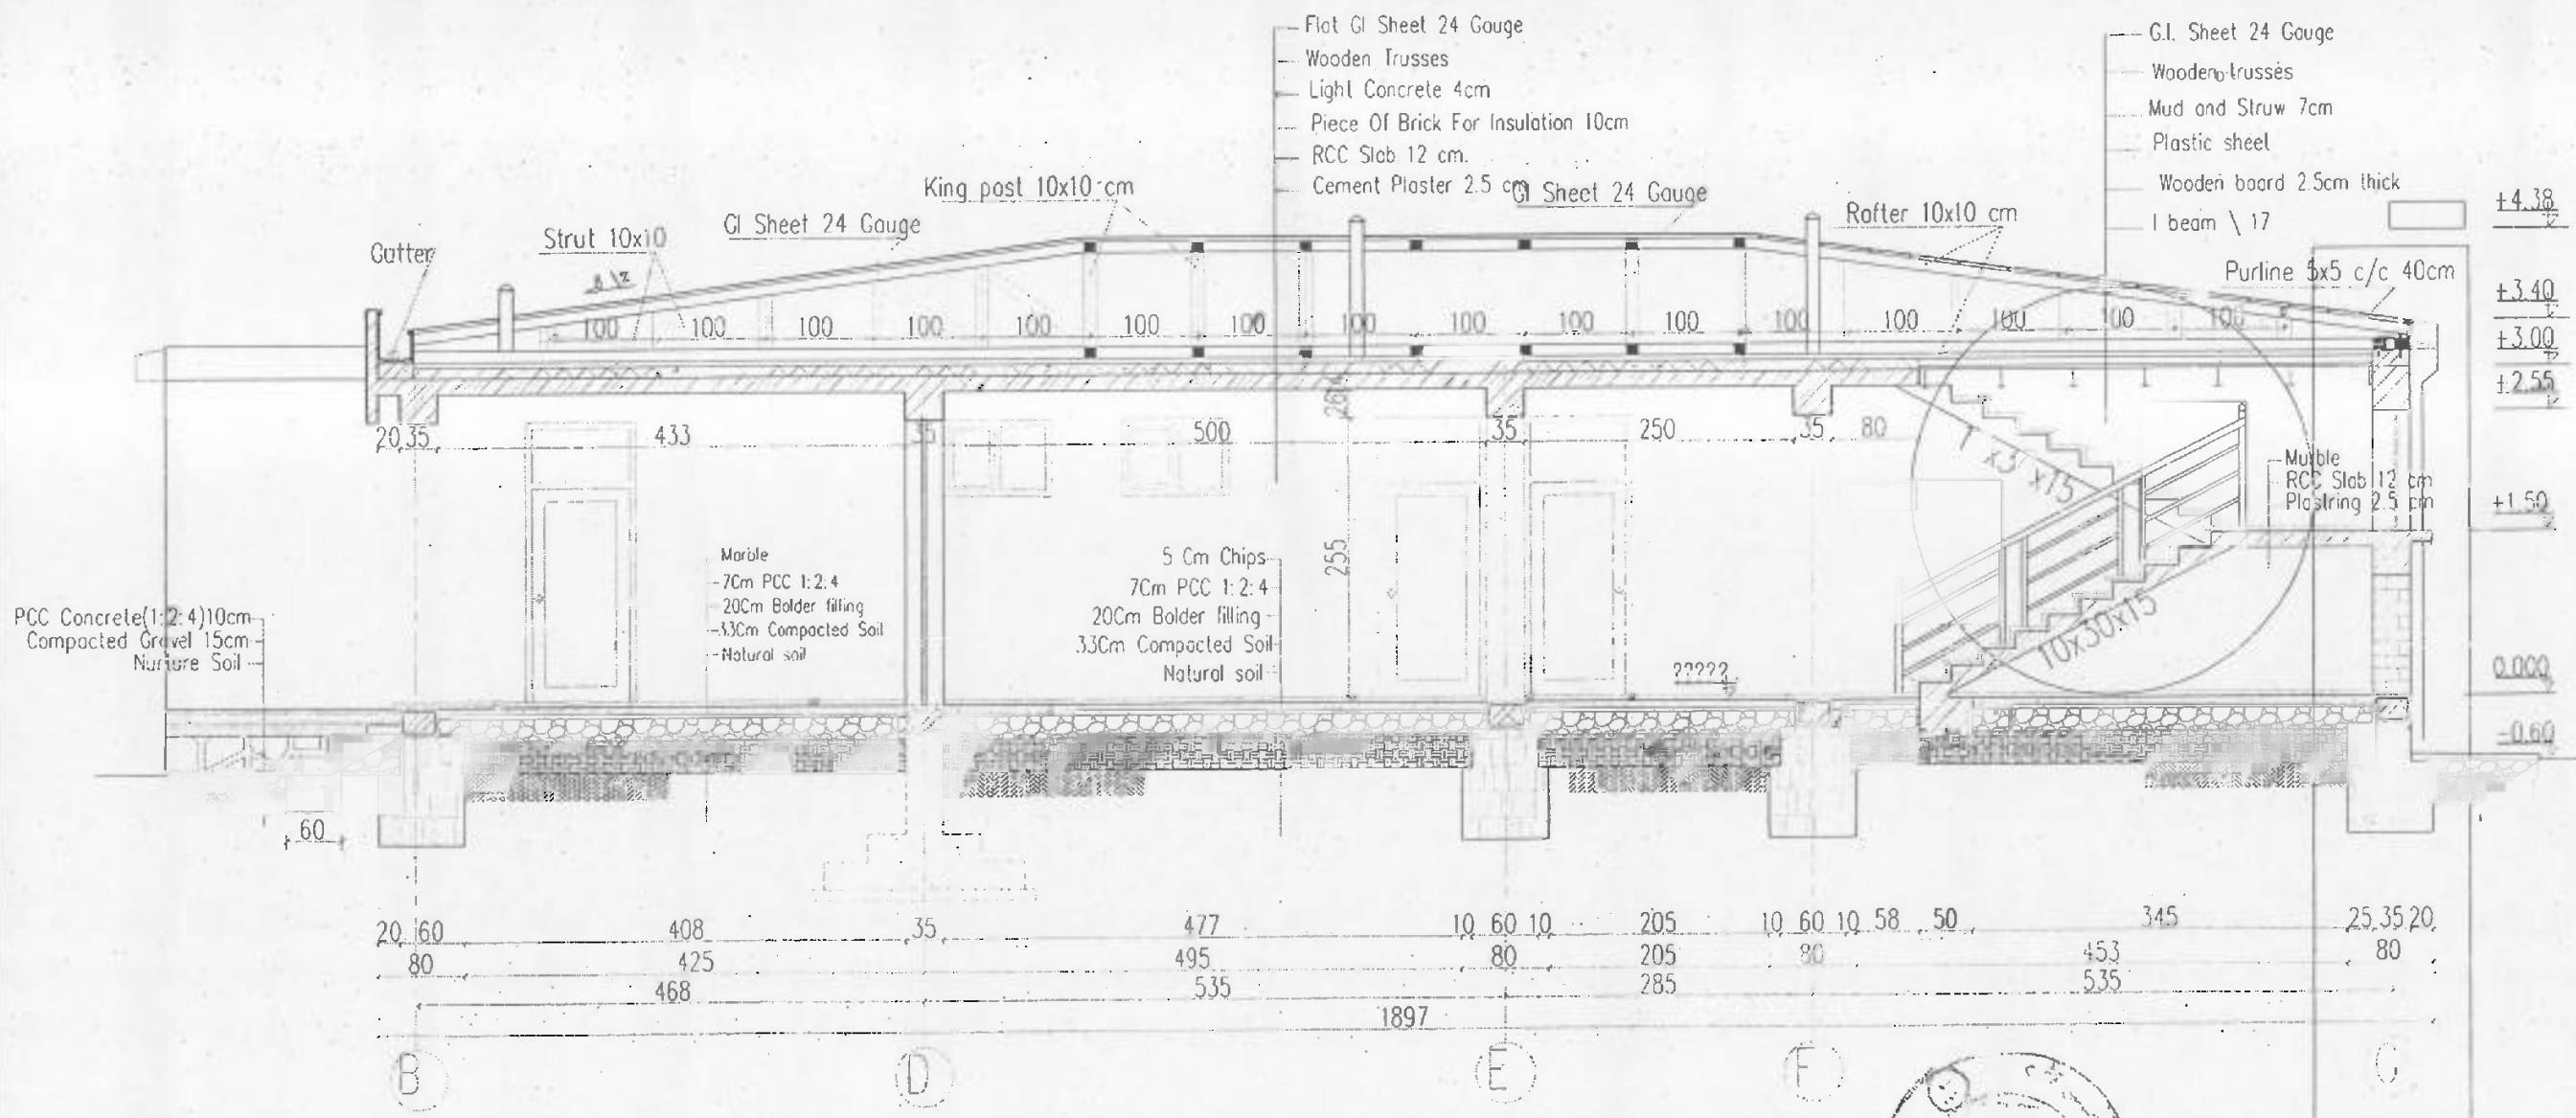 Flat GI Sheet 24 Gauge
Wooden Trusses
Light Concrete 4cm
Piece Of Brick For Insulation 10cm
RCC Slab 12 cm.
Cement Plaster 2.5 cm
G.I. Sheet 24 Gauge
Wooden trusses
Mud and Struw 7cm
Plastic sheel
Wooden board 2.5cm thick
I beam \ 17
King post 10x10 cm
GI Sheet 24 Gauge
Rafter 10x10 cm
GI Sheet 24 Gauge
Strut 10x10
Gutter
Purline 5x5 c/c 40cm
+4.38
+3.40
+3.00
+2.55
+1.50
0.000
-0.60
100 100 100 100 100 100 100 100 100 100 100 100 100 100 100 100
20 35 433 35 500 35 250 35 80
261
255
Marble
7Cm PCC 1:2:4
20Cm Bolder filling
33Cm Compacted Soil
Natural soil
5 Cm Chips
7Cm PCC 1:2:4
20Cm Bolder filling
33Cm Compacted Soil
Natural soil
PCC Concrete(1:2:4)10cm
Compacted Gravel 15cm
Nurture Soil
?????
10x30x15
RCC Slab 12 cm
Plastring 2.5 cm
60
20 60 408 35 477 10 60 10 205 10 60 10 58 50 345 25 35 20
80 425 495 80 205 80 453 80
468 535 285 535
1897
B D E F G